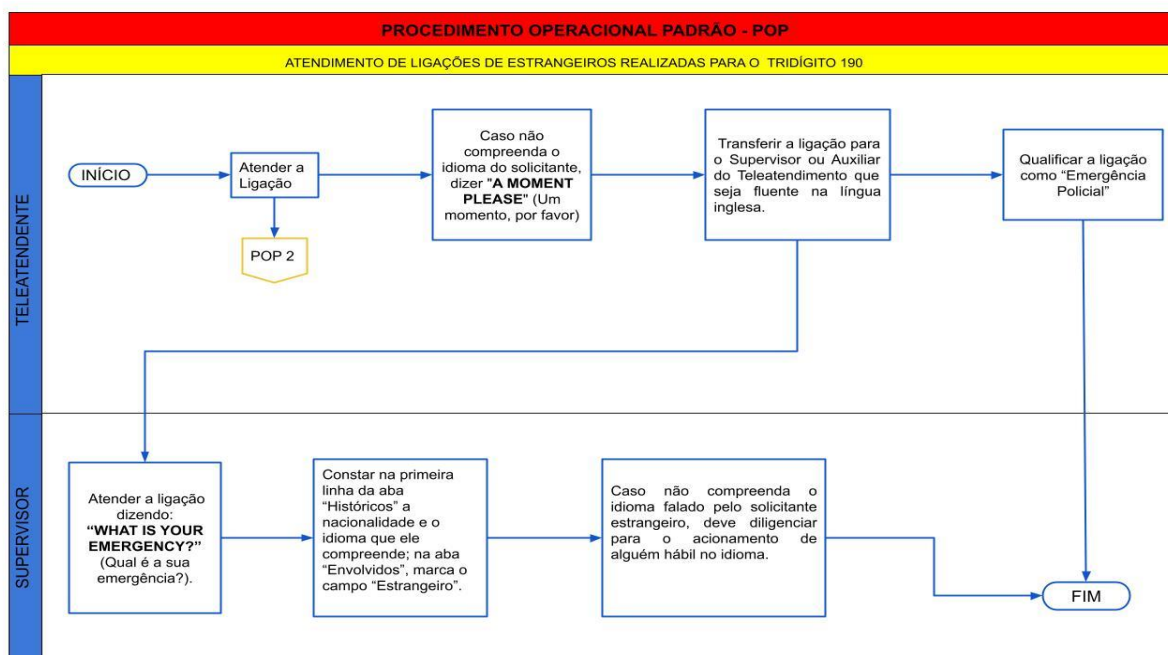 PROCEDIMENTO OPERACIONAL PADRÃO - POP
ATENDIMENTO DE LIGAÇÕES DE ESTRANGEIROS REALIZADAS PARA O TRIDÍGITO 190
TELEATENDENTE
INÍCIO
Atender a
Ligação
POP 2
Caso não
compreenda o
idioma do solicitante,
dizer "A MOMENT
PLEASE" (Um
momento, por favor)
Transferir a ligação para
o Supervisor ou Auxiliar
do Teleatendimento que
seja fluente na língua
inglesa.
Qualificar a ligação
como “Emergência
Policial”
SUPERVISOR
Atender a ligação
dizendo:
“WHAT IS YOUR
EMERGENCY?”
(Qual é a sua
emergência?).
Constar na primeira
linha da aba
“Históricos” a
nacionalidade e o
idioma que ele
compreende; na aba
“Envolvidos”, marca o
campo “Estrangeiro”.
Caso não compreenda o
idioma falado pelo solicitante
estrangeiro, deve diligenciar
para o acionamento de
alguém hábil no idioma.
FIM